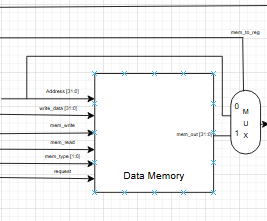 mem_to_reg
Address [31:0]
write_data [31:0]
mem_write
mem_read
mem_type [1:0]
request
mem_out [31:0]
0
1
M
U
X
Data Memory